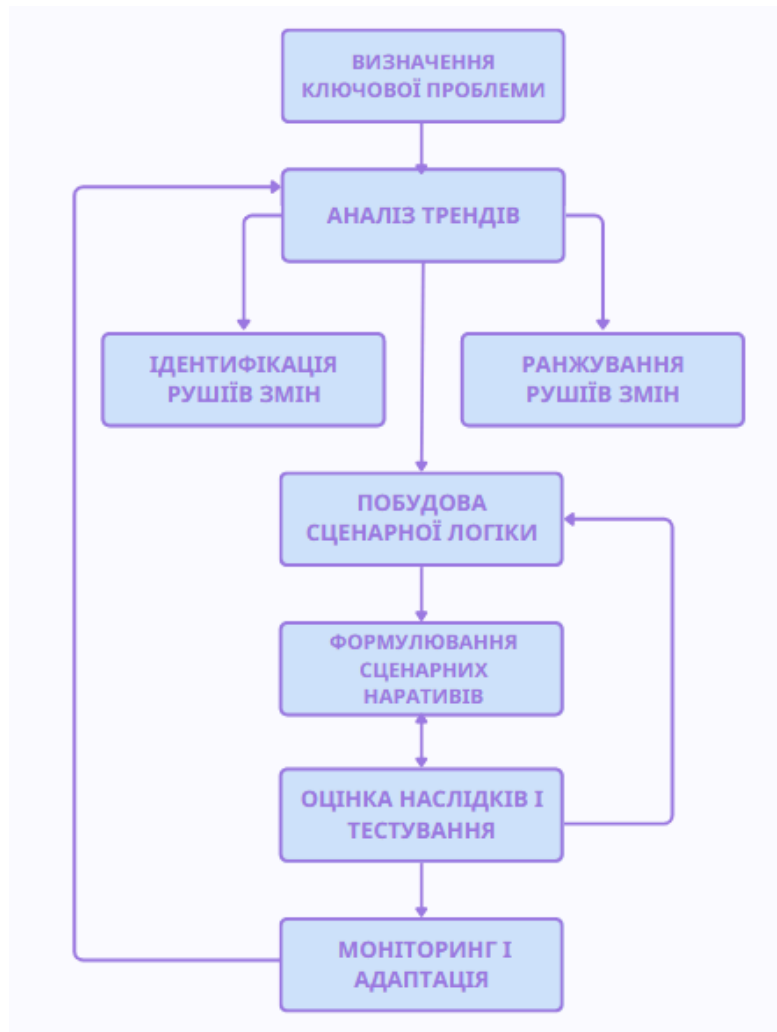 ВИЗНАЧЕННЯ
КЛЮЧОВОЇ ПРОБЛЕМИ
АНАЛІЗ ТРЕНДІВ
ІДЕНТИФІКАЦІЯ
РУШІЇВ ЗМІН
РАНЖУВАННЯ
РУШІЇВ ЗМІН
ПОБУДОВА
СЦЕНАРНОЇ ЛОГІКИ
ФОРМУЛЮВАННЯ
СЦЕНАРНИХ
НАРАТИВІВ
ОЦІНКА НАСЛІДКІВ І
ТЕСТУВАННЯ
МОНІТОРИНГ І
АДАПТАЦІЯ